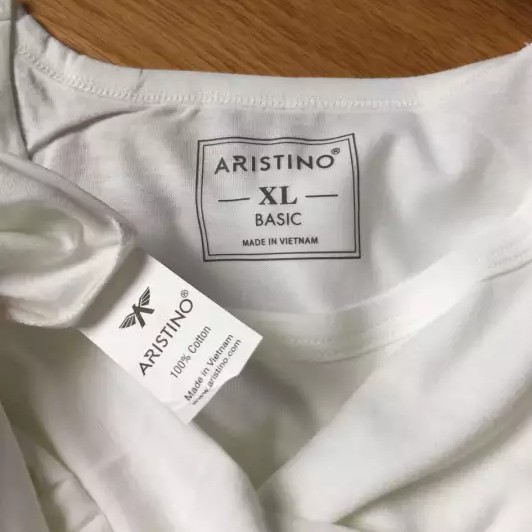 ARISTINO®
XL
BASIC
MADE IN VIETNAM
ARISTINO®
100% Cotton
Made in Vietnam
www.aristino.com